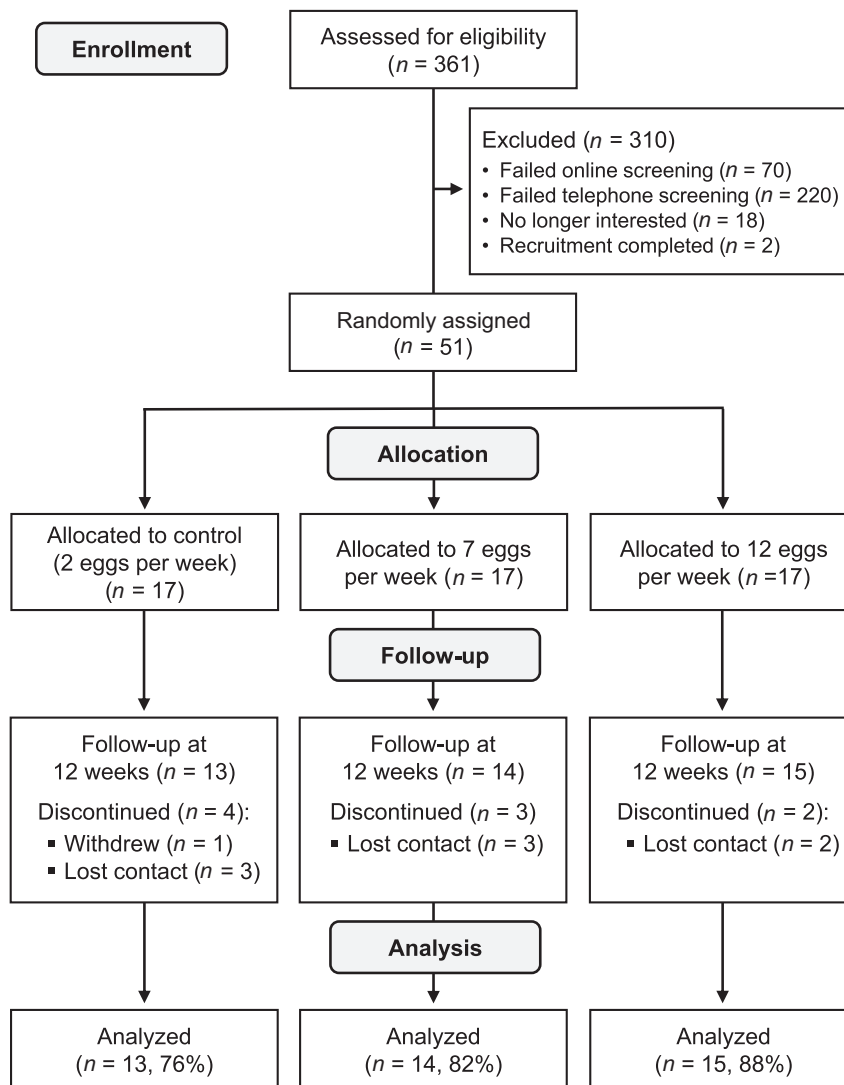 Enrollment
Assessed for eligibility
(n = 361)
Excluded (n = 310)
• Failed online screening (n = 70)
• Failed telephone screening (n = 220)
• No longer interested (n = 18)
• Recruitment completed (n = 2)
Randomly assigned
(n = 51)
Allocation
Allocated to control
(2 eggs per week)
(n = 17)
Allocated to 7 eggs
per week (n = 17)
Allocated to 12 eggs
per week (n =17)
Follow-up
Follow-up at
12 weeks (n = 13)
Discontinued (n = 4):
▪ Withdrew (n = 1)
▪ Lost contact (n = 3)
Follow-up at
12 weeks (n = 14)
Discontinued (n = 3)
▪ Lost contact (n = 3)
Follow-up at
12 weeks (n = 15)
Discontinued (n = 2):
▪ Lost contact (n = 2)
Analysis
Analyzed
(n = 13, 76%)
Analyzed
(n = 14, 82%)
Analyzed
(n = 15, 88%)